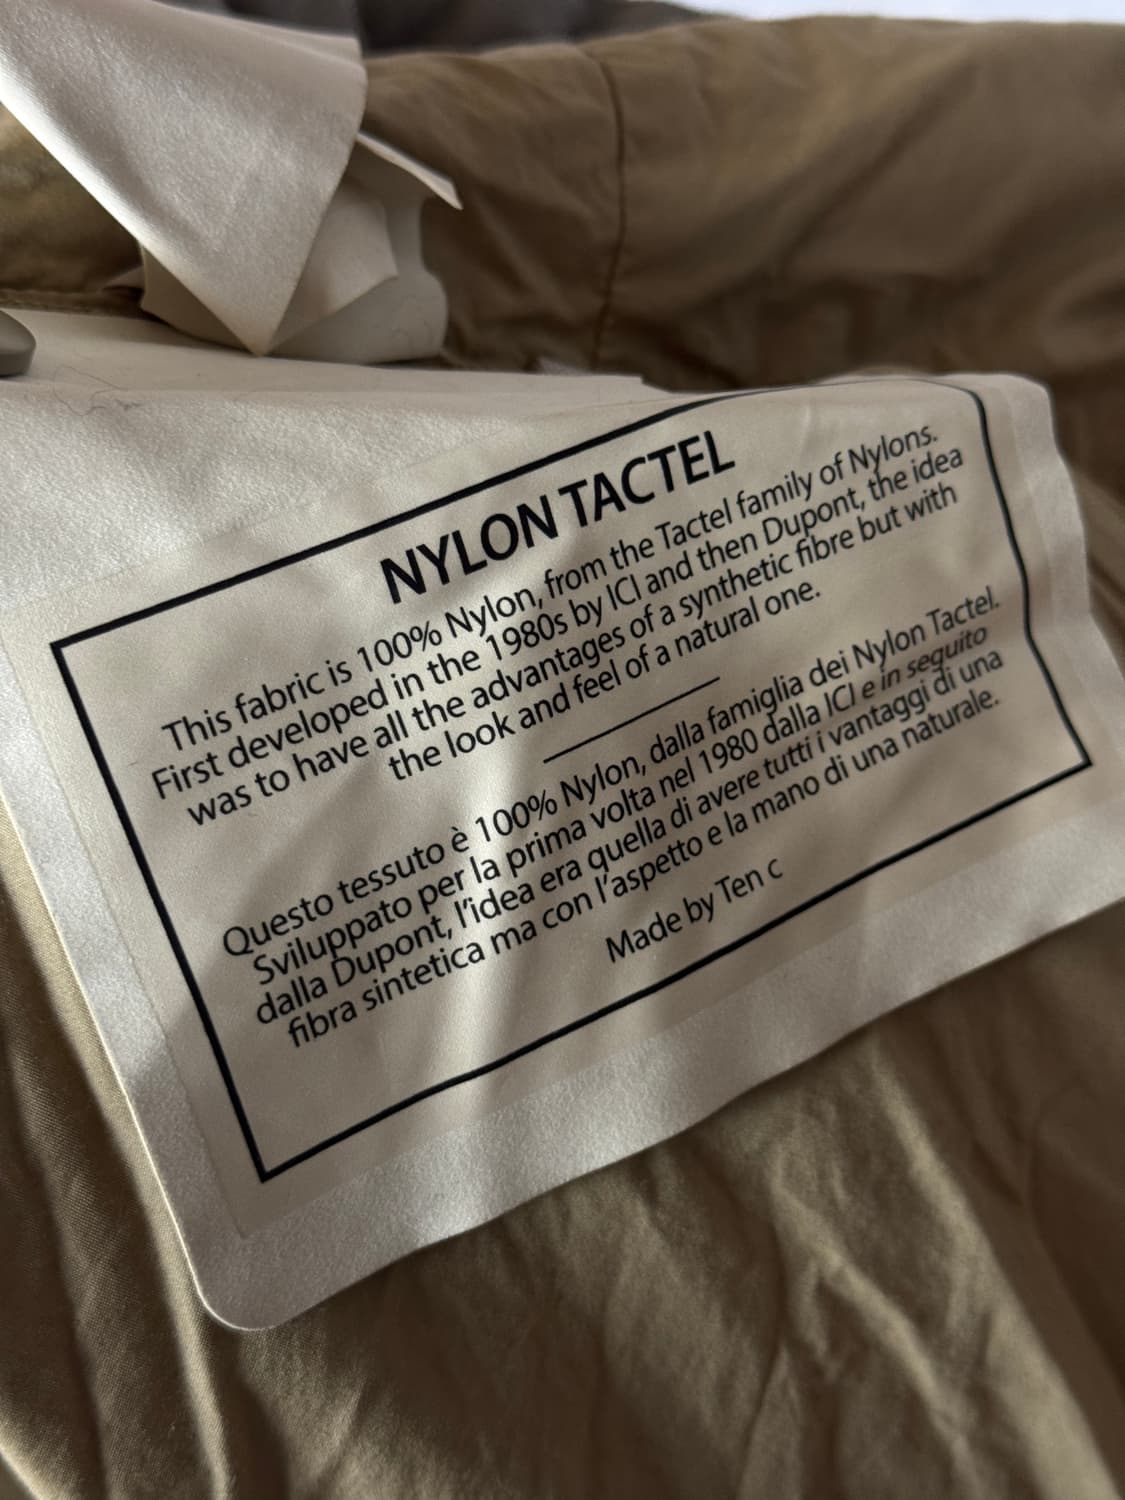 NYLON TACTEL
This fabric is 100% Nylon, from the Tactel family of Nylons.
First developed in the 1980s by ICI and then Dupont, the idea
was to have all the advantages of a synthetic fibre but with
the look and feel of a natural one.
Questo tessuto è 100% Nylon, dalla famiglia dei Nylon Tactel.
Sviluppato per la prima volta nel 1980 dalla ICI e in seguito
dalla Dupont, l'idea era quella di avere tutti i vantaggi di una
fibra sintetica ma con l'aspetto e la mano di una naturale.
Made by Ten c